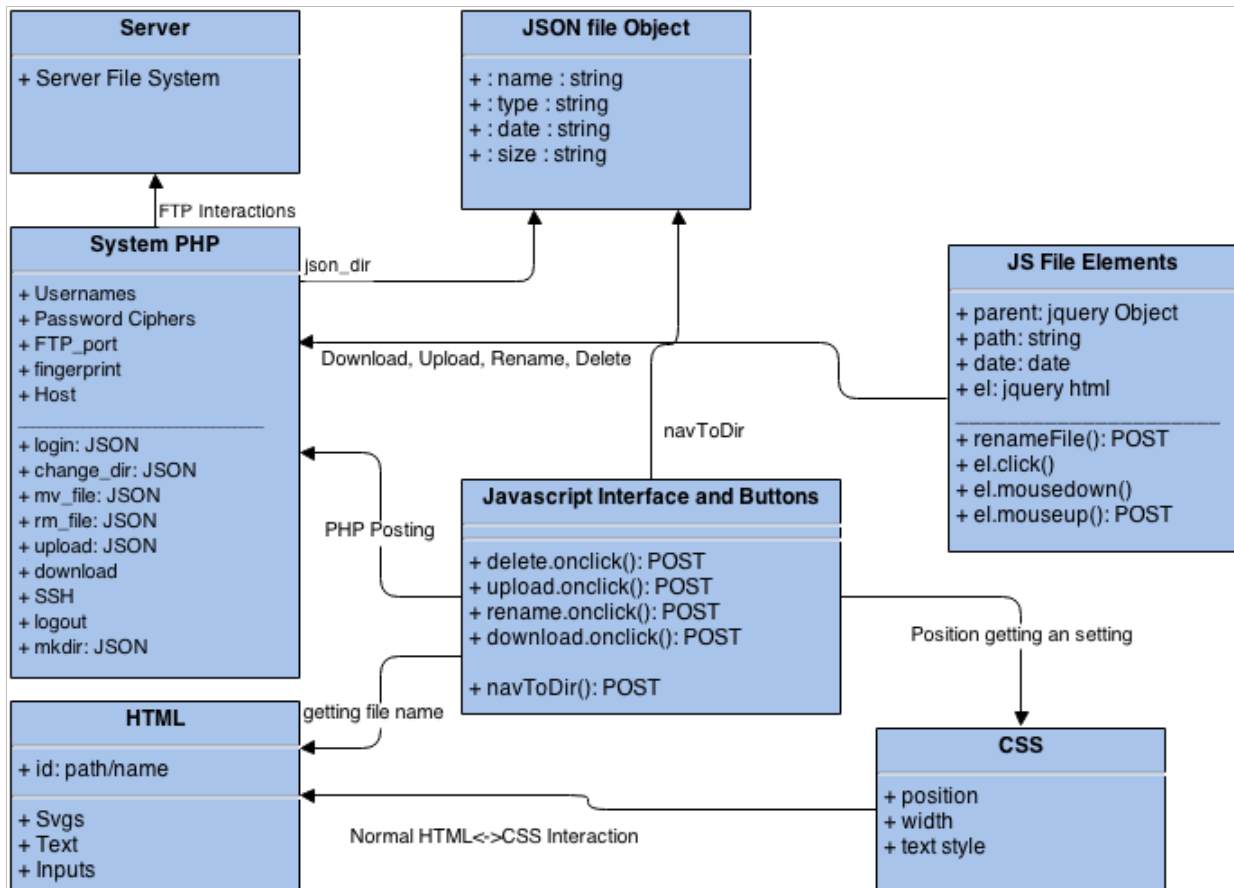 Server
+ Server File System
JSON file Object
+ : name : string
+ : type : string
+ : date : string
+ : size : string
FTP Interactions
System PHP
+ Usernames
+ Password Ciphers
+ FTP_port
+ fingerprint
+ Host
+ login: JSON
+ change_dir: JSON
+ mv_file: JSON
+ rm_file: JSON
+ upload: JSON
+ download
+ SSH
+ logout
+ mkdir: JSON
json_dir
JS File Elements
+ parent: jquery Object
+ path: string
+ date: date
+ el: jquery html
+ renameFile(): POST
+ el.click()
+ el.mousedown()
+ el.mouseup(): POST
Download, Upload, Rename, Delete
navToDir
PHP Posting
Javascript Interface and Buttons
+ delete.onclick(): POST
+ upload.onclick(): POST
+ rename.onclick(): POST
+ download.onclick(): POST
+ navToDir(): POST
Position getting an setting
getting file name
HTML
+ id: path/name
+ Svgs
+ Text
+ Inputs
Normal HTML<->CSS Interaction
CSS
+ position
+ width
+ text style